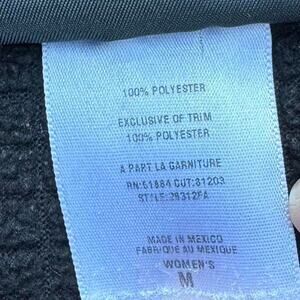 100% POLYESTER
EXCLUSIVE OF TRIM
100% POLYESTER
A PART LA GARNITURE
RN:51884 CUT:81203
STYLE:28312FA
MADE IN MEXICO
FABRIQUE AU MEXIQUE
WOMEN'S
M